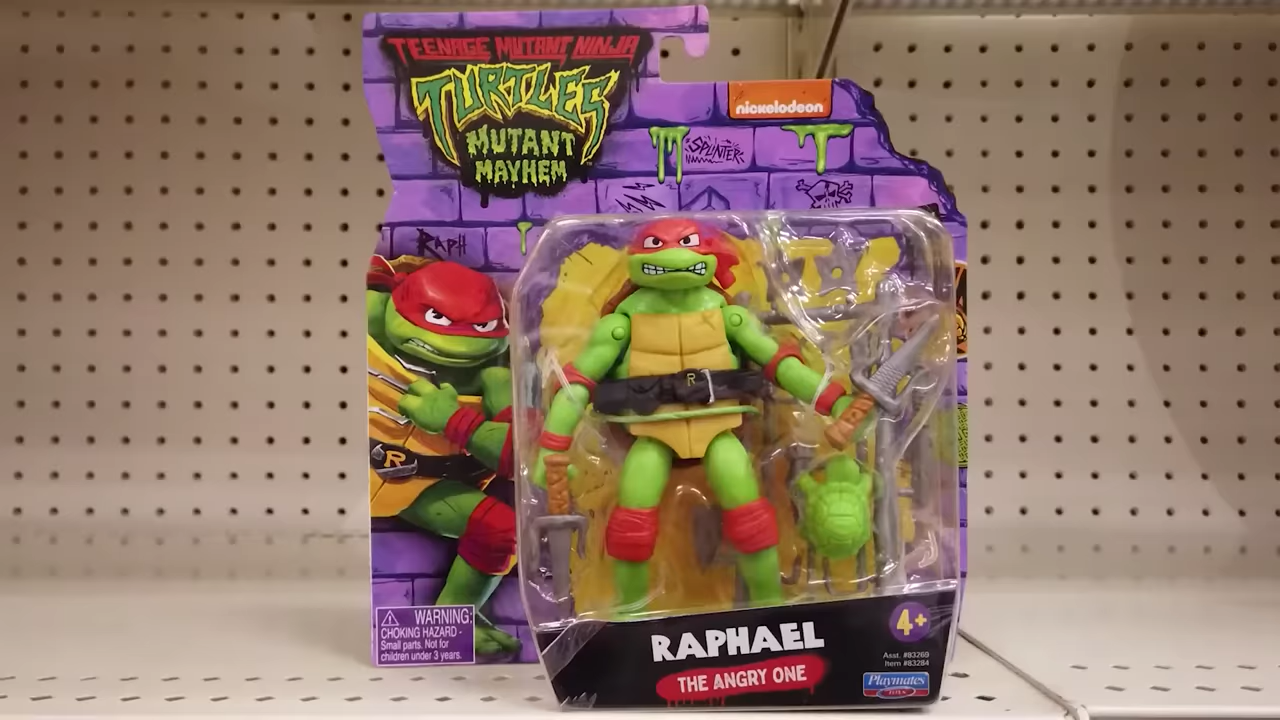 TEENAGE MUTANT NINJA
TURTLES
MUTANT
MAYHEM
nickelodeon
SPLINTER
RAPH
R
R
WARNING:
CHOKING HAZARD -
Small parts. Not for
children under 3 years.
RAPHAEL
THE ANGRY ONE
4+
Asst. #83269
Item #83284
Playmates
TOYS